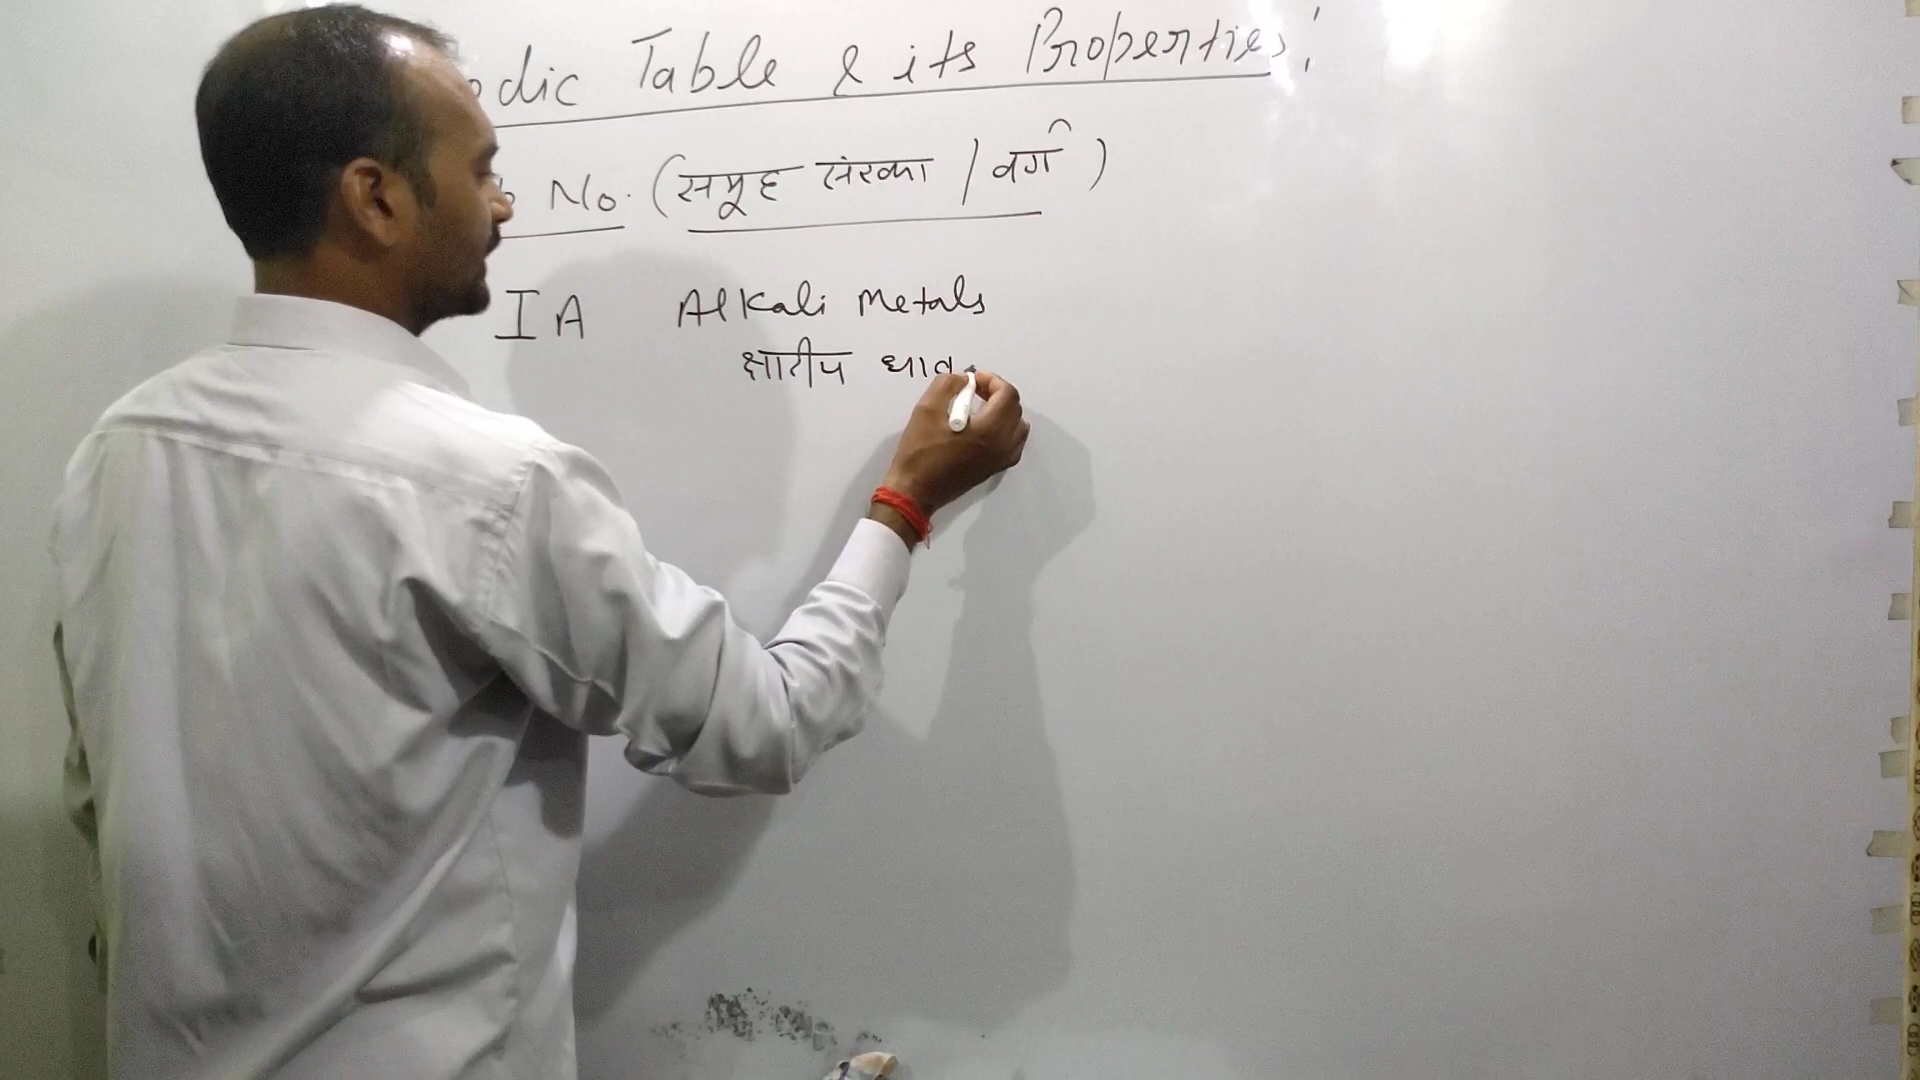 odic Table & its Properties:
No. (समूह संख्या / वर्ग)
I A Alkali Metals
क्षारीय धात